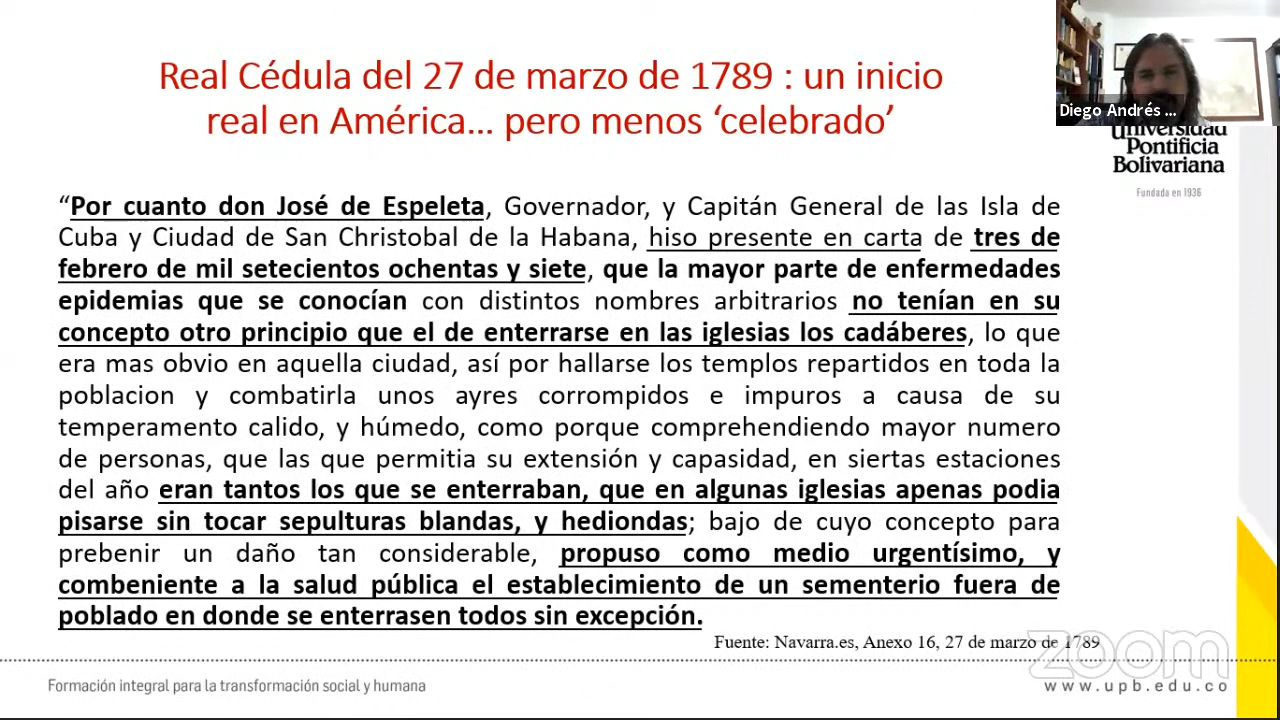 Real Cédula del 27 de marzo de 1789 : un inicio
real en América... pero menos ‘celebrado’
Diego Andrés ...
Universidad
Pontificia
Bolivariana
Fundada en 1936
“Por cuanto don José de Espeleta, Governador, y Capitán General de las Isla de
Cuba y Ciudad de San Christobal de la Habana, hiso presente en carta de tres de
febrero de mil setecientos ochentas y siete, que la mayor parte de enfermedades
epidemias que se conocían con distintos nombres arbitrarios no tenían en su
concepto otro principio que el de enterrarse en las iglesias los cadáberes, lo que
era mas obvio en aquella ciudad, así por hallarse los templos repartidos en toda la
poblacion y combatirla unos ayres corrompidos e impuros a causa de su
temperamento calido, y húmedo, como porque comprehendiendo mayor numero
de personas, que las que permitia su extensión y capasidad, en siertas estaciones
del año eran tantos los que se enterraban, que en algunas iglesias apenas podia
pisarse sin tocar sepulturas blandas, y hediondas; bajo de cuyo concepto para
prebenir un daño tan considerable, propuso como medio urgentísimo, y
combeniente a la salud pública el establecimiento de un sementerio fuera de
poblado en donde se enterrasen todos sin excepción.
Fuente: Navarra.es, Anexo 16, 27 de marzo de 1789
zoom
Formación integral para la transformación social y humana
www.upb.edu.co